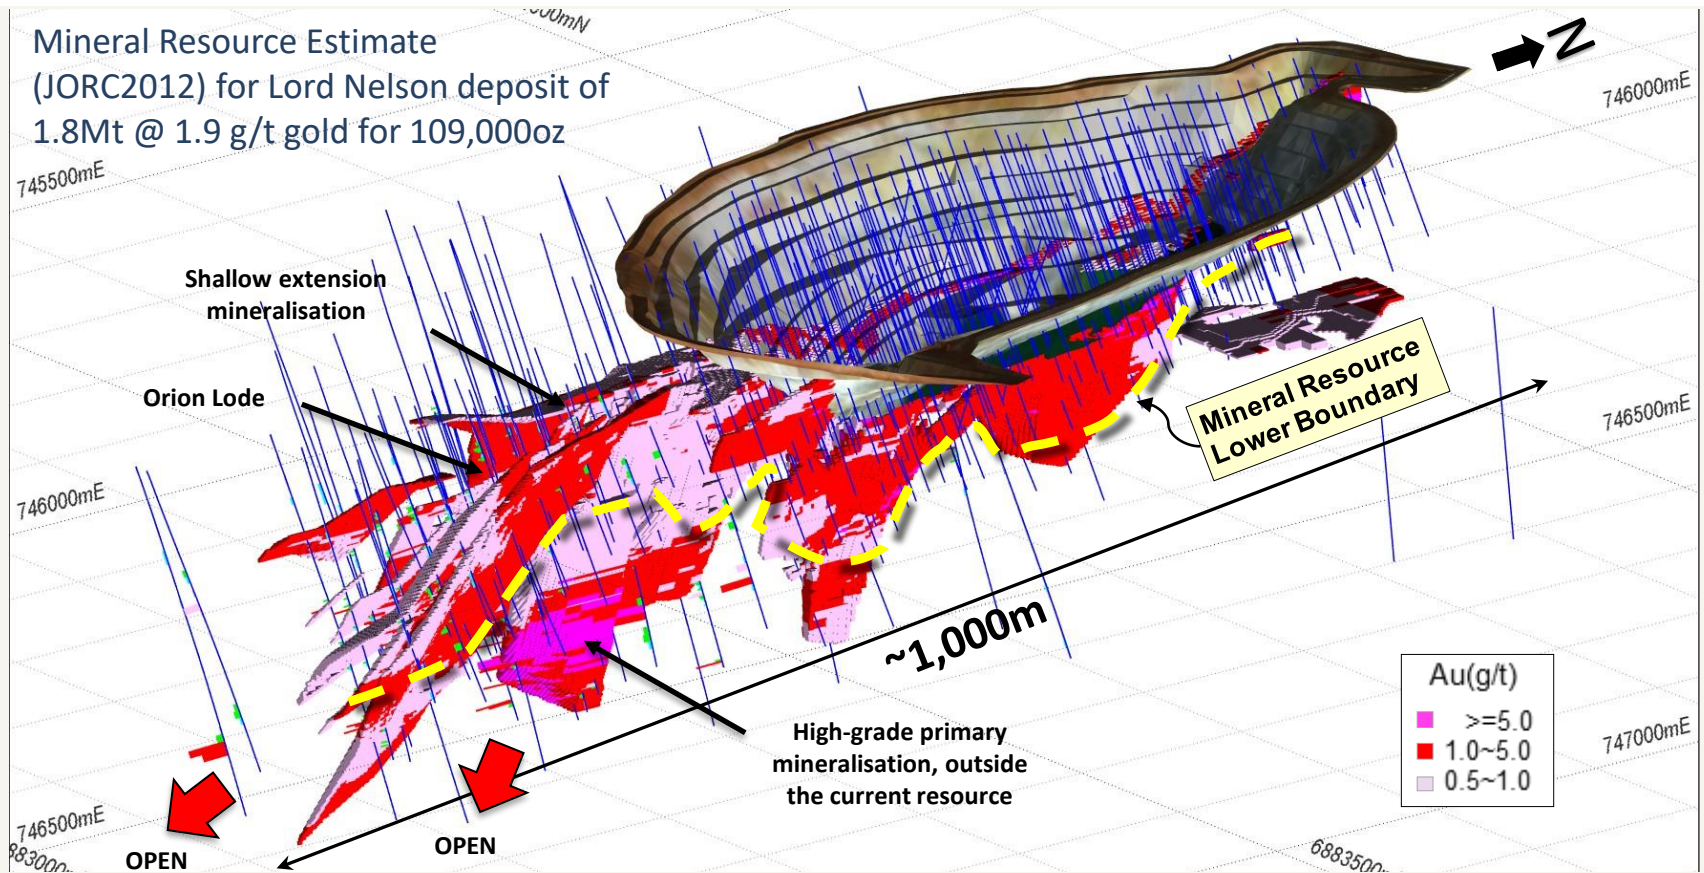 Mineral Resource Estimate
(JORC2012) for Lord Nelson deposit of
1.8Mt @ 1.9 g/t gold for 109,000oz
N
746000mE
745500mE
Shallow extension
mineralisation
Orion Lode
Mineral Resource
Lower Boundary
746500mE
746000mE
~1,000m
Au(g/t)
>=5.0
1.0~5.0
0.5~1.0
High-grade primary
mineralisation, outside
the current resource
747000mE
746500mE
OPEN
OPEN